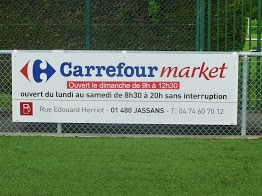 Carrefour market
Ouvert le dimanche de 9h à 12h30
ouvert du lundi au samedi de 8h30 à 20h sans interruption
Rue Edouard Herriot - 01 480 JASSANS - T: 04 74 60 70 12